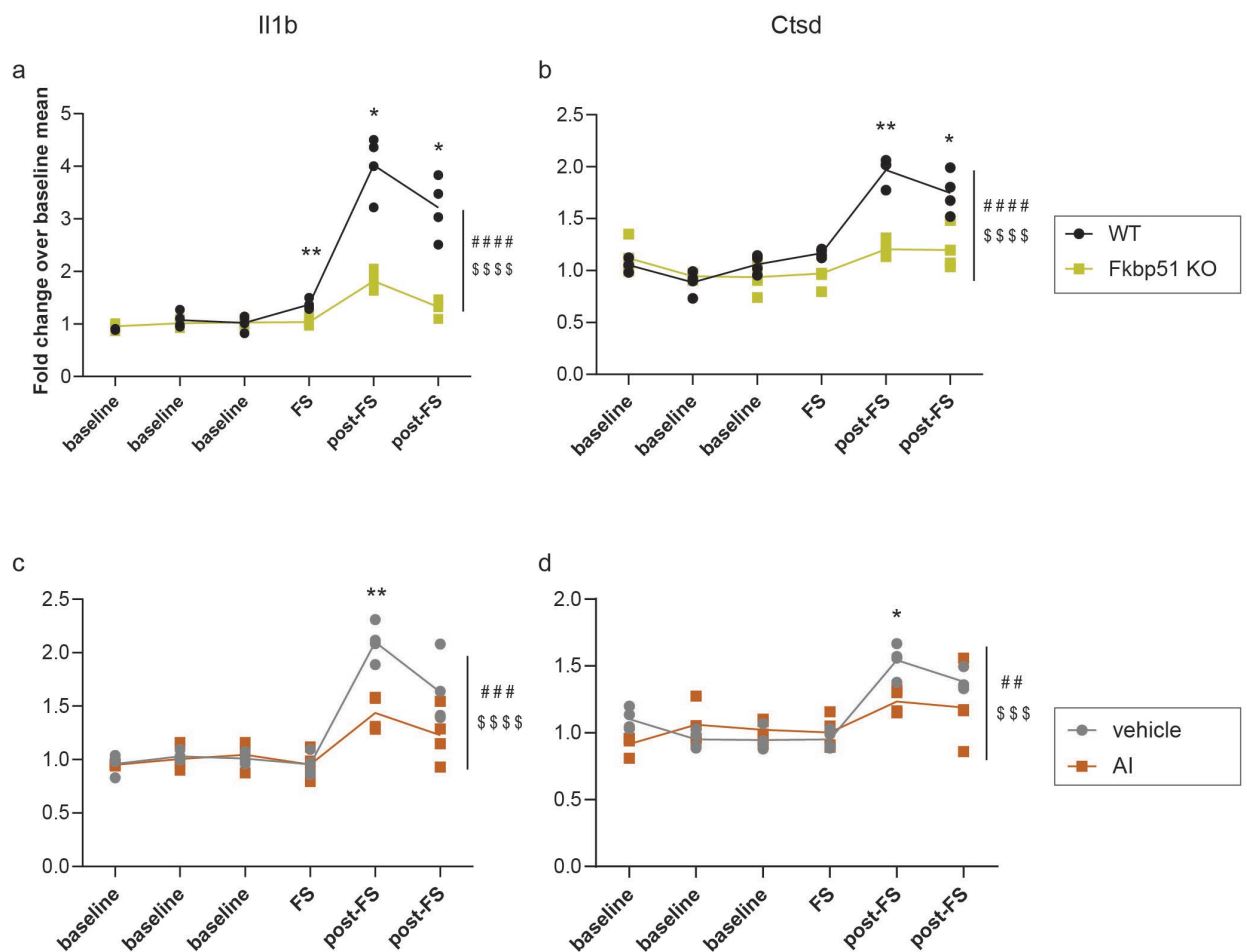 Il1b
Ctsd
a
b
Fold change over baseline mean
5
4
3
2
1
0
*
*
**
####
$$$$
baseline
baseline
baseline
FS
post-FS
post-FS
2.5
2.0
1.5
1.0
0.5
0.0
**
*
####
$$$$
baseline
baseline
baseline
FS
post-FS
post-FS
WT
Fkbp51 KO
c
d
2.5
2.0
1.5
1.0
0.5
0.0
**
###
$$$$
baseline
baseline
baseline
FS
post-FS
post-FS
2.0
1.5
1.0
0.5
0.0
*
##
$$$
baseline
baseline
baseline
FS
post-FS
post-FS
vehicle
AI